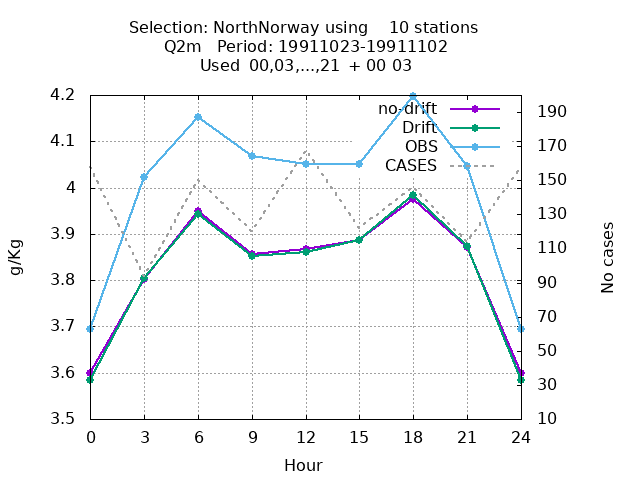 Selection: NorthNorway using    10 stations
Q2m   Period: 19911023-19911102
Used  00,03,...,21 + 00 03
no-drift
Drift
OBS
CASES
4.2
4.1
4
3.9
3.8
3.7
3.6
3.5
g/Kg
190
170
150
130
110
90
70
50
30
10
No cases
0 3 6 9 12 15 18 21 24
Hour